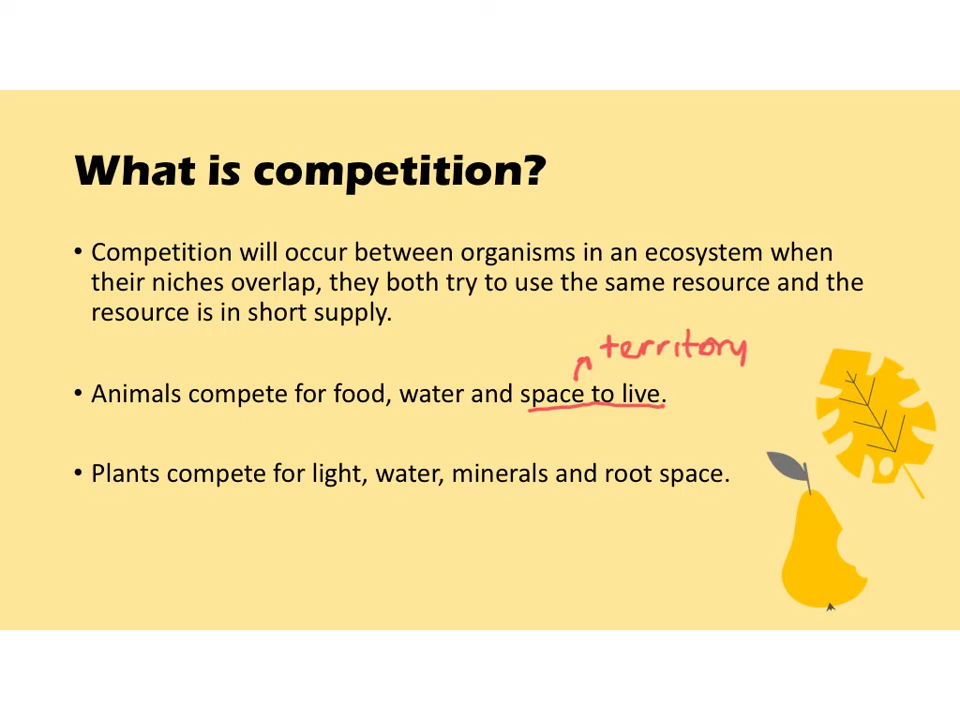 What is competition?
• Competition will occur between organisms in an ecosystem when
their niches overlap, they both try to use the same resource and the
resource is in short supply.
territory
• Animals compete for food, water and space to live.
• Plants compete for light, water, minerals and root space.